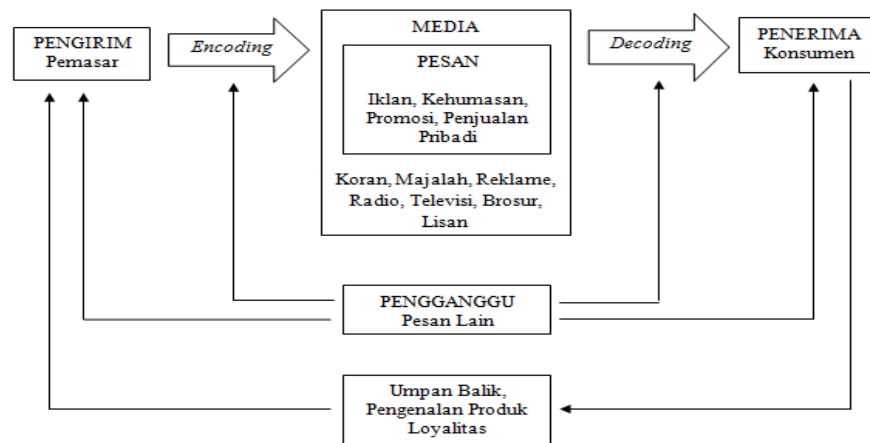 PENGIRIM
Pemasar
Encoding
MEDIA
PESAN
Iklan, Kehumasan,
Promosi, Penjualan
Pribadi
Koran, Majalah, Reklame,
Radio, Televisi, Brosur,
Lisan
Decoding
PENERIMA
Konsumen
PENGGANGGU
Pesan Lain
Umpan Balik,
Pengenalan Produk
Loyalitas